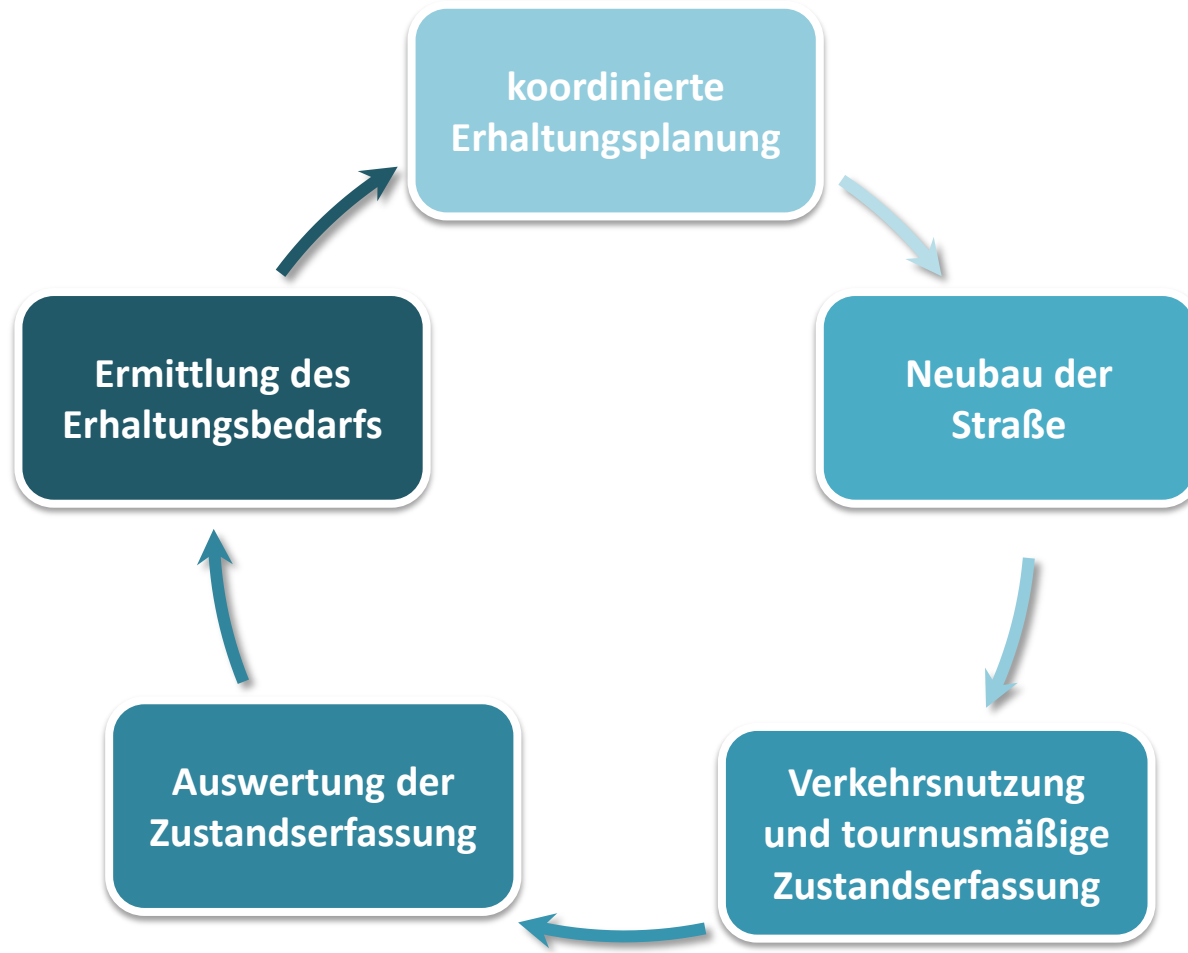 koordinierte
Erhaltungsplanung
Neubau der
Straße
Verkehrsnutzung
und tournusmäßige
Zustandserfassung
Auswertung der
Zustandserfassung
Ermittlung des
Erhaltungsbedarfs